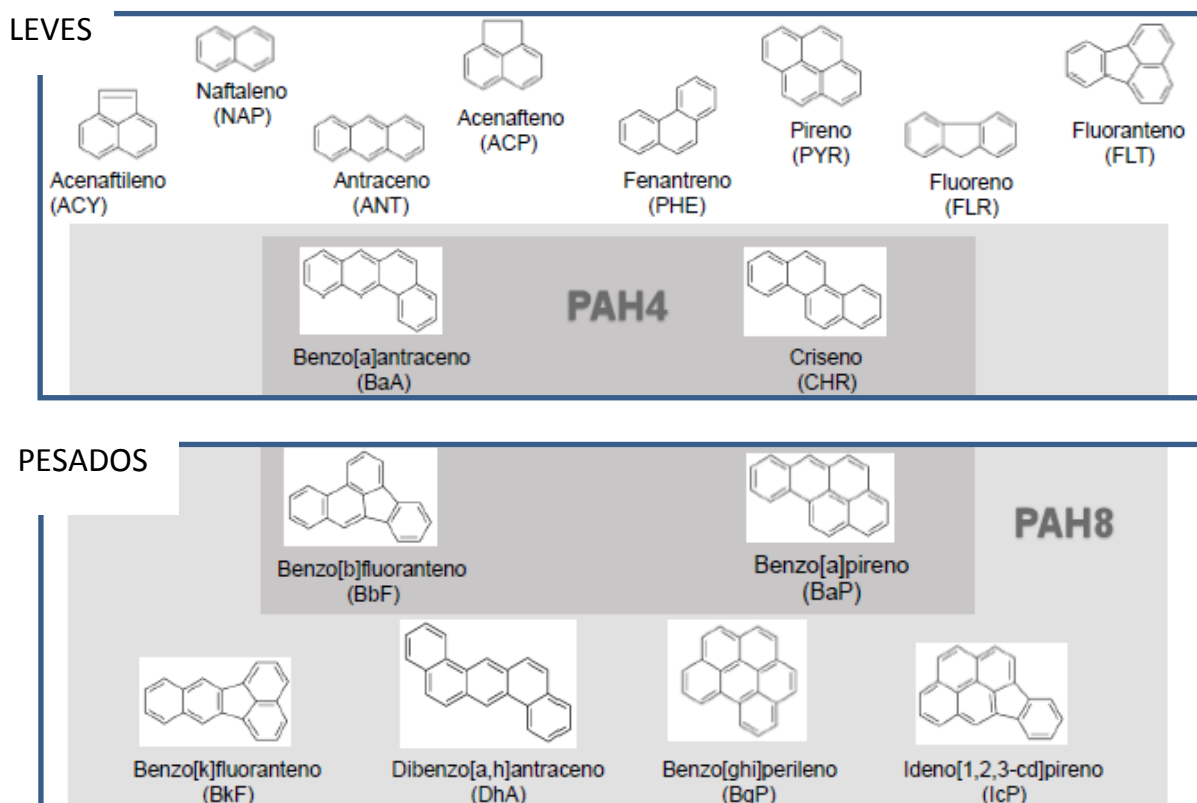 LEVES
Naftaleno
(NAP)
Acenafteno
(ACP)
Pireno
(PYR)
Fluoranteno
(FLT)
Acenaftileno
(ACY)
Antraceno
(ANT)
Fenantreno
(PHE)
Fluoreno
(FLR)
PAH4
Benzo[a]antraceno
(BaA)
Criseno
(CHR)
PESADOS
PAH8
Benzo[b]fluoranteno
(BbF)
Benzo[a]pireno
(BaP)
Benzo[k]fluoranteno
(BkF)
Dibenzo[a,h]antraceno
(DhA)
Benzo[ghi]perileno
(BgP)
Ideno[1,2,3-cd]pireno
(IcP)